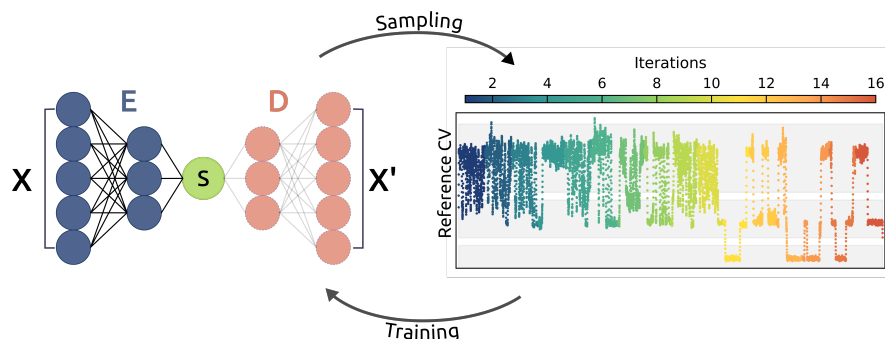 Sampling
Iterations
2 4 6 8 10 12 14 16
E D
X S X'
Reference CV
Training